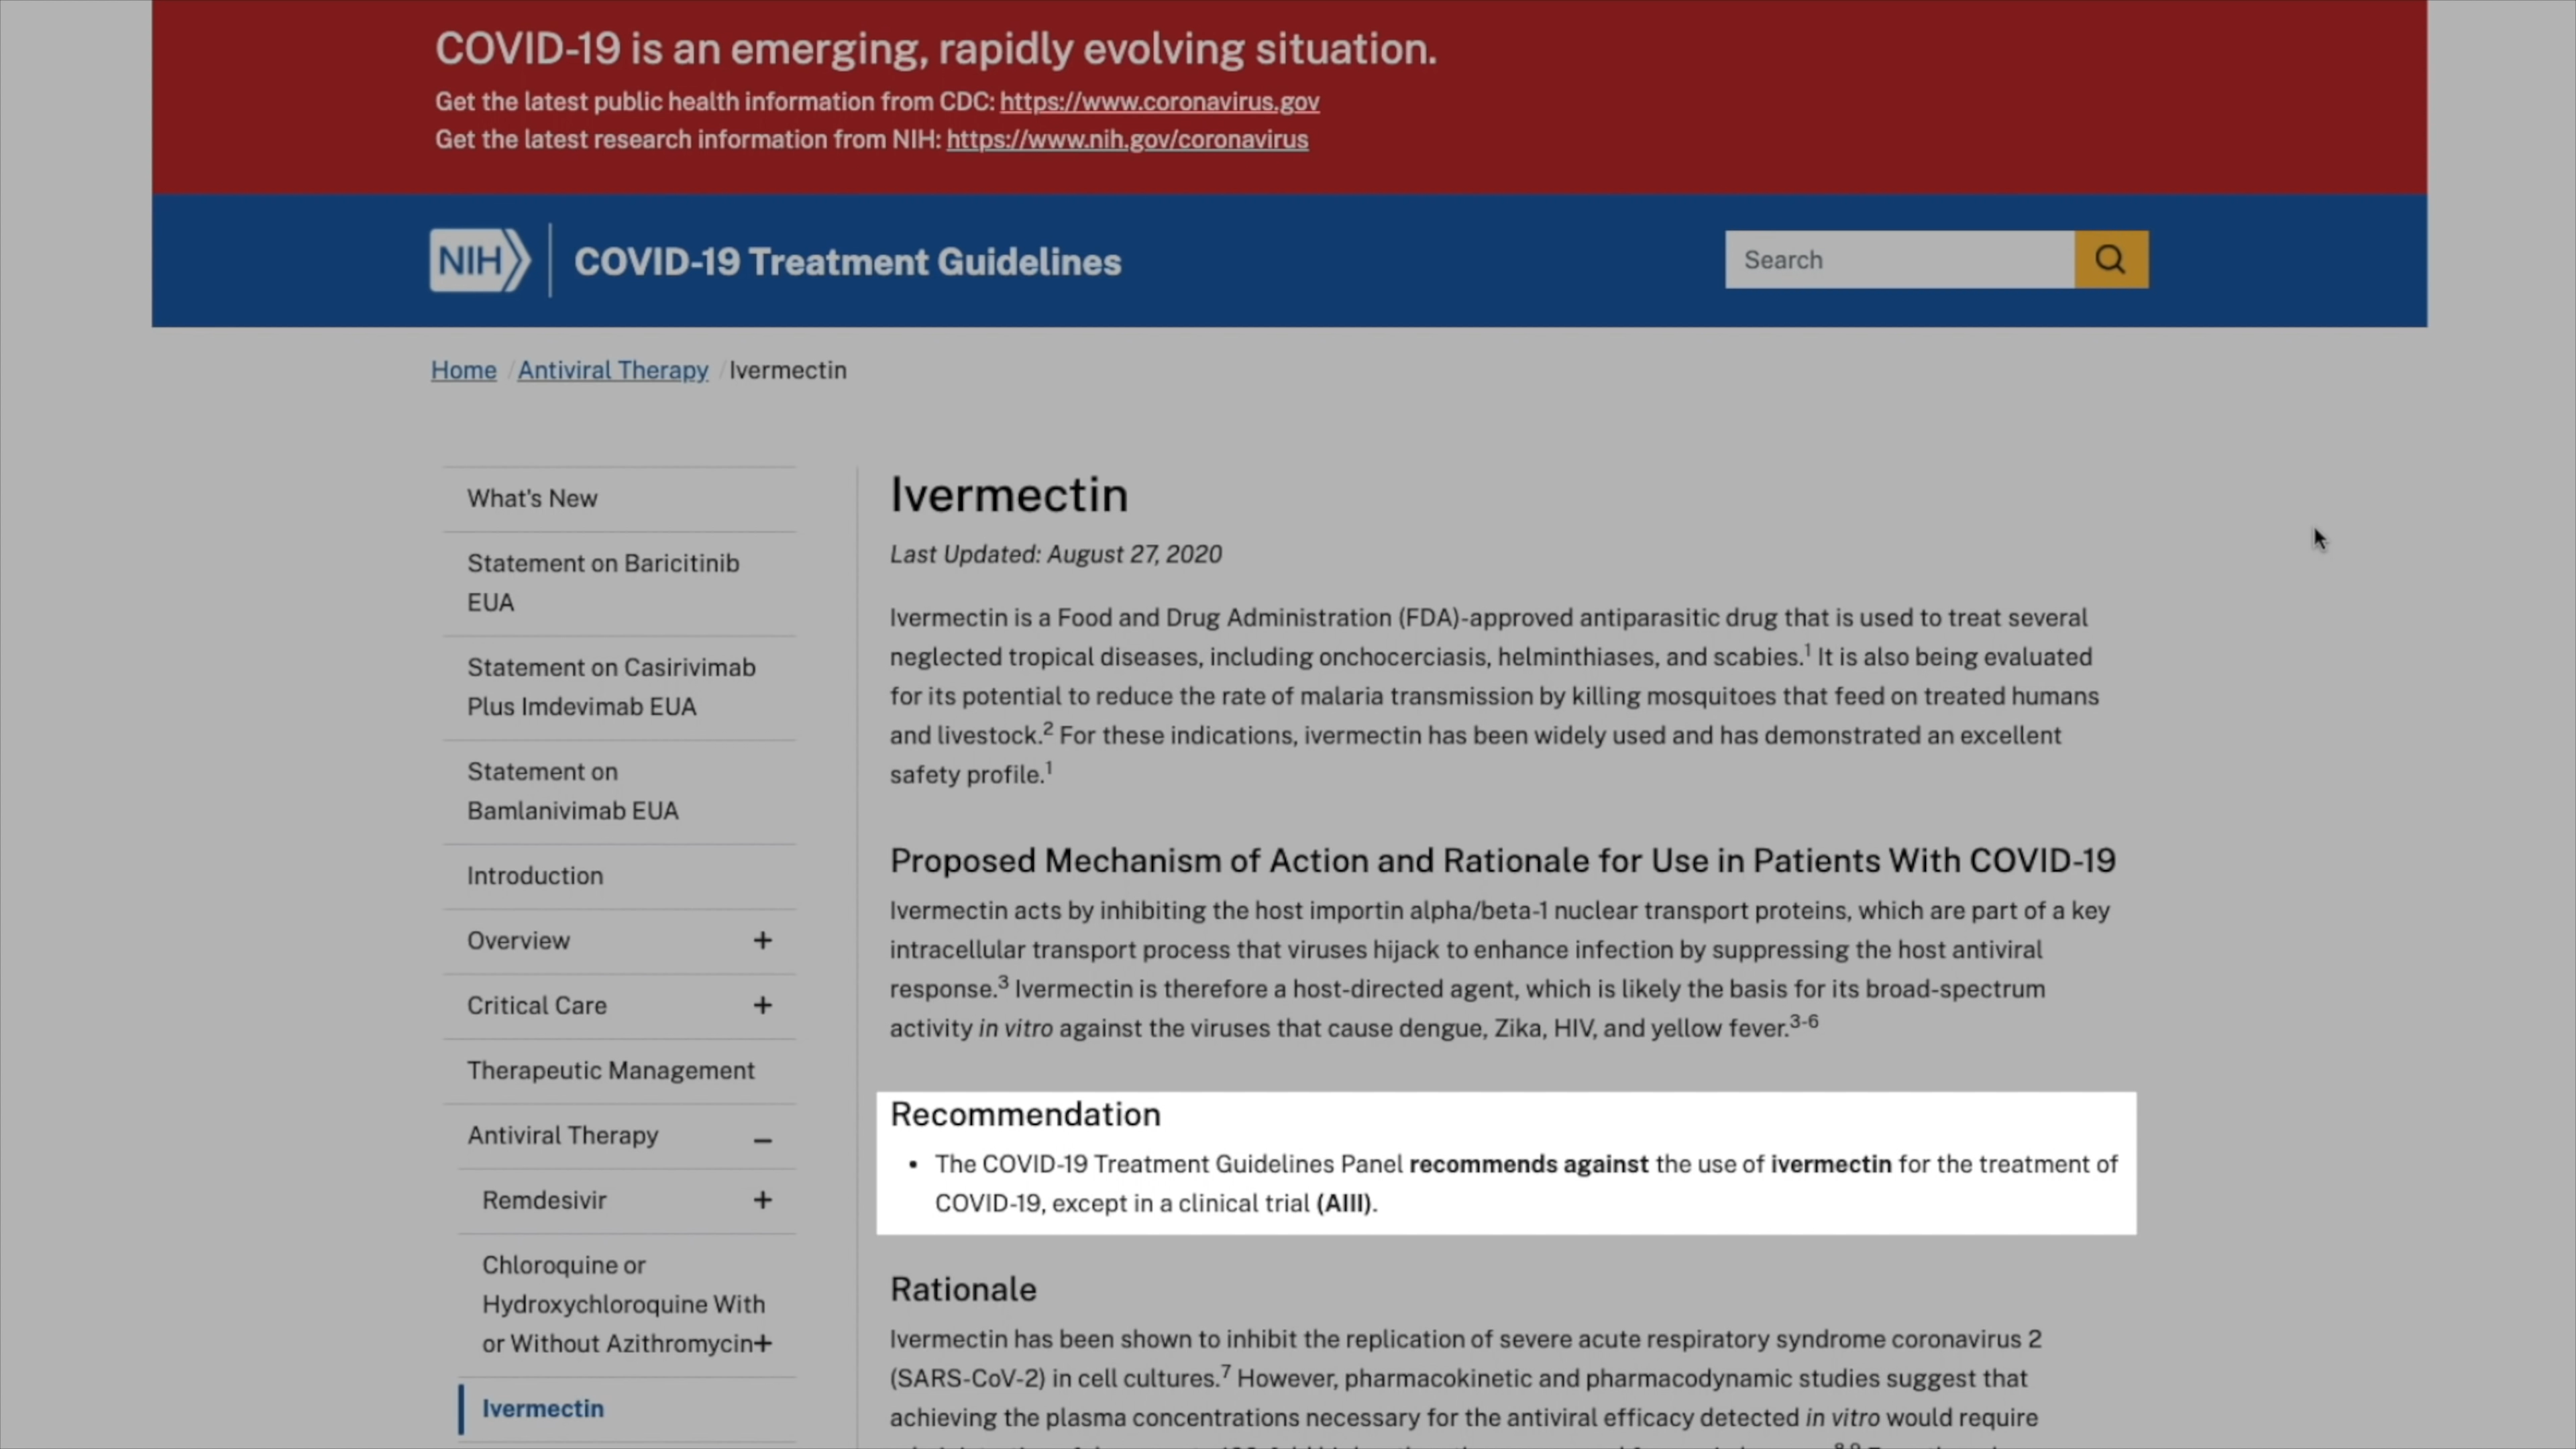 COVID-19 is an emerging, rapidly evolving situation.
Get the latest public health information from CDC: https://www.coronavirus.gov
Get the latest research information from NIH: https://www.nih.gov/coronavirus
NIH
COVID-19 Treatment Guidelines
Search
Home / Antiviral Therapy / Ivermectin
What's New
Statement on Baricitinib
EUA
Statement on Casirivimab
Plus Imdevimab EUA
Statement on
Bamlanivimab EUA
Introduction
Overview +
Critical Care +
Therapeutic Management
Antiviral Therapy –
Remdesivir +
Chloroquine or
Hydroxychloroquine With
or Without Azithromycin+
Ivermectin
Ivermectin
Last Updated: August 27, 2020
Ivermectin is a Food and Drug Administration (FDA)-approved antiparasitic drug that is used to treat several
neglected tropical diseases, including onchocerciasis, helminthiases, and scabies.1 It is also being evaluated
for its potential to reduce the rate of malaria transmission by killing mosquitoes that feed on treated humans
and livestock.2 For these indications, ivermectin has been widely used and has demonstrated an excellent
safety profile.1
Proposed Mechanism of Action and Rationale for Use in Patients With COVID-19
Ivermectin acts by inhibiting the host importin alpha/beta-1 nuclear transport proteins, which are part of a key
intracellular transport process that viruses hijack to enhance infection by suppressing the host antiviral
response.3 Ivermectin is therefore a host-directed agent, which is likely the basis for its broad-spectrum
activity in vitro against the viruses that cause dengue, Zika, HIV, and yellow fever.3-6
Recommendation
• The COVID-19 Treatment Guidelines Panel recommends against the use of ivermectin for the treatment of
COVID-19, except in a clinical trial (AIII).
Rationale
Ivermectin has been shown to inhibit the replication of severe acute respiratory syndrome coronavirus 2
(SARS-CoV-2) in cell cultures.7 However, pharmacokinetic and pharmacodynamic studies suggest that
achieving the plasma concentrations necessary for the antiviral efficacy detected in vitro would require